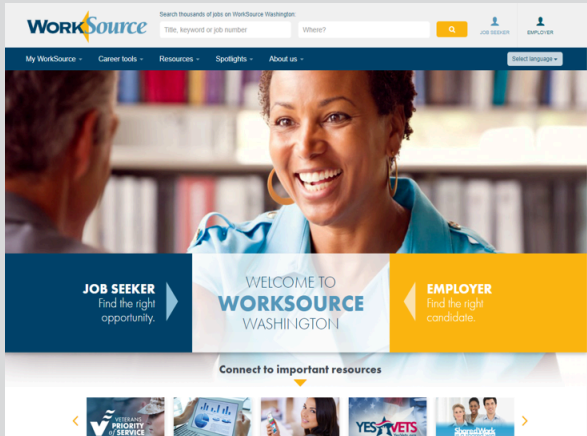 WORKSource
Search thousands of jobs on WorkSource Washington:
Title, keyword or job number
Where?
JOB SEEKER
EMPLOYER
My WorkSource
Career tools
Resources
Spotlights
About us
Select language
JOB SEEKER
Find the right
opportunity.
WELCOME TO
WORKSOURCE
WASHINGTON
EMPLOYER
Find the right
candidate.
Connect to important resources
VETERANS
PRIORITY
of SERVICE
YES VETS
SharedWork